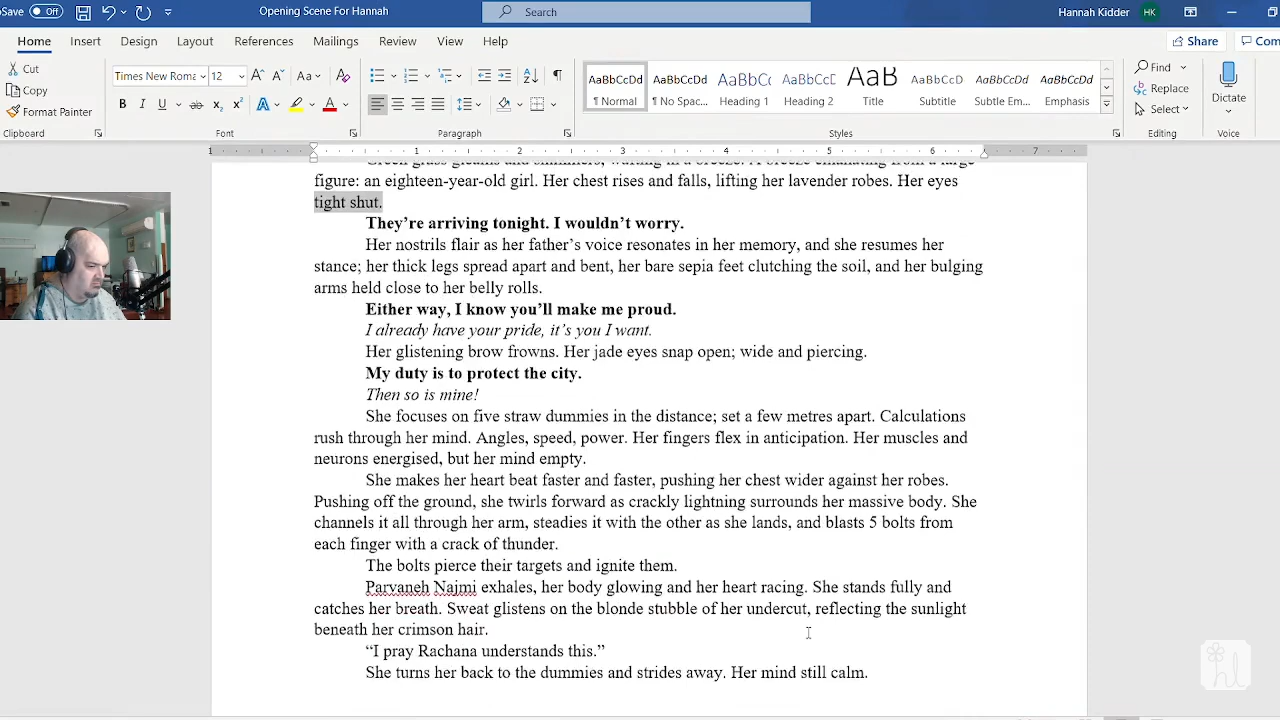 Save Off Opening Scene For Hannah Search Hannah Kidder HK
Home Insert Design Layout References Mailings Review View Help Share Com
Cut
Copy
Format Painter
Clipboard
Times New Roma 12
Font
Paragraph
AaBbCcDd ¶ Normal
AaBbCcDd ¶ No Spac...
AaBbC Heading 1
AaBbCcD Heading 2
AaB Title
AaBbCcD Subtitle
AaBbCcDd Subtle Em...
AaBbCcDd Emphasis
Styles
Find
Replace
Select
Editing
Dictate
Voice
1 1 2 3 4 5 6 7
Green grass gleams and shimmers, wafting in a breeze. A breeze emanating from a large
figure: an eighteen-year-old girl. Her chest rises and falls, lifting her lavender robes. Her eyes
tight shut.
They’re arriving tonight. I wouldn’t worry.
Her nostrils flair as her father’s voice resonates in her memory, and she resumes her
stance; her thick legs spread apart and bent, her bare sepia feet clutching the soil, and her bulging
arms held close to her belly rolls.
Either way, I know you’ll make me proud.
I already have your pride, it’s you I want.
Her glistening brow frowns. Her jade eyes snap open; wide and piercing.
My duty is to protect the city.
Then so is mine!
She focuses on five straw dummies in the distance; set a few metres apart. Calculations
rush through her mind. Angles, speed, power. Her fingers flex in anticipation. Her muscles and
neurons energised, but her mind empty.
She makes her heart beat faster and faster, pushing her chest wider against her robes.
Pushing off the ground, she twirls forward as crackly lightning surrounds her massive body. She
channels it all through her arm, steadies it with the other as she lands, and blasts 5 bolts from
each finger with a crack of thunder.
The bolts pierce their targets and ignite them.
Parvaneh Najmi exhales, her body glowing and her heart racing. She stands fully and
catches her breath. Sweat glistens on the blonde stubble of her undercut, reflecting the sunlight
beneath her crimson hair.
“I pray Rachana understands this.”
She turns her back to the dummies and strides away. Her mind still calm.
hl